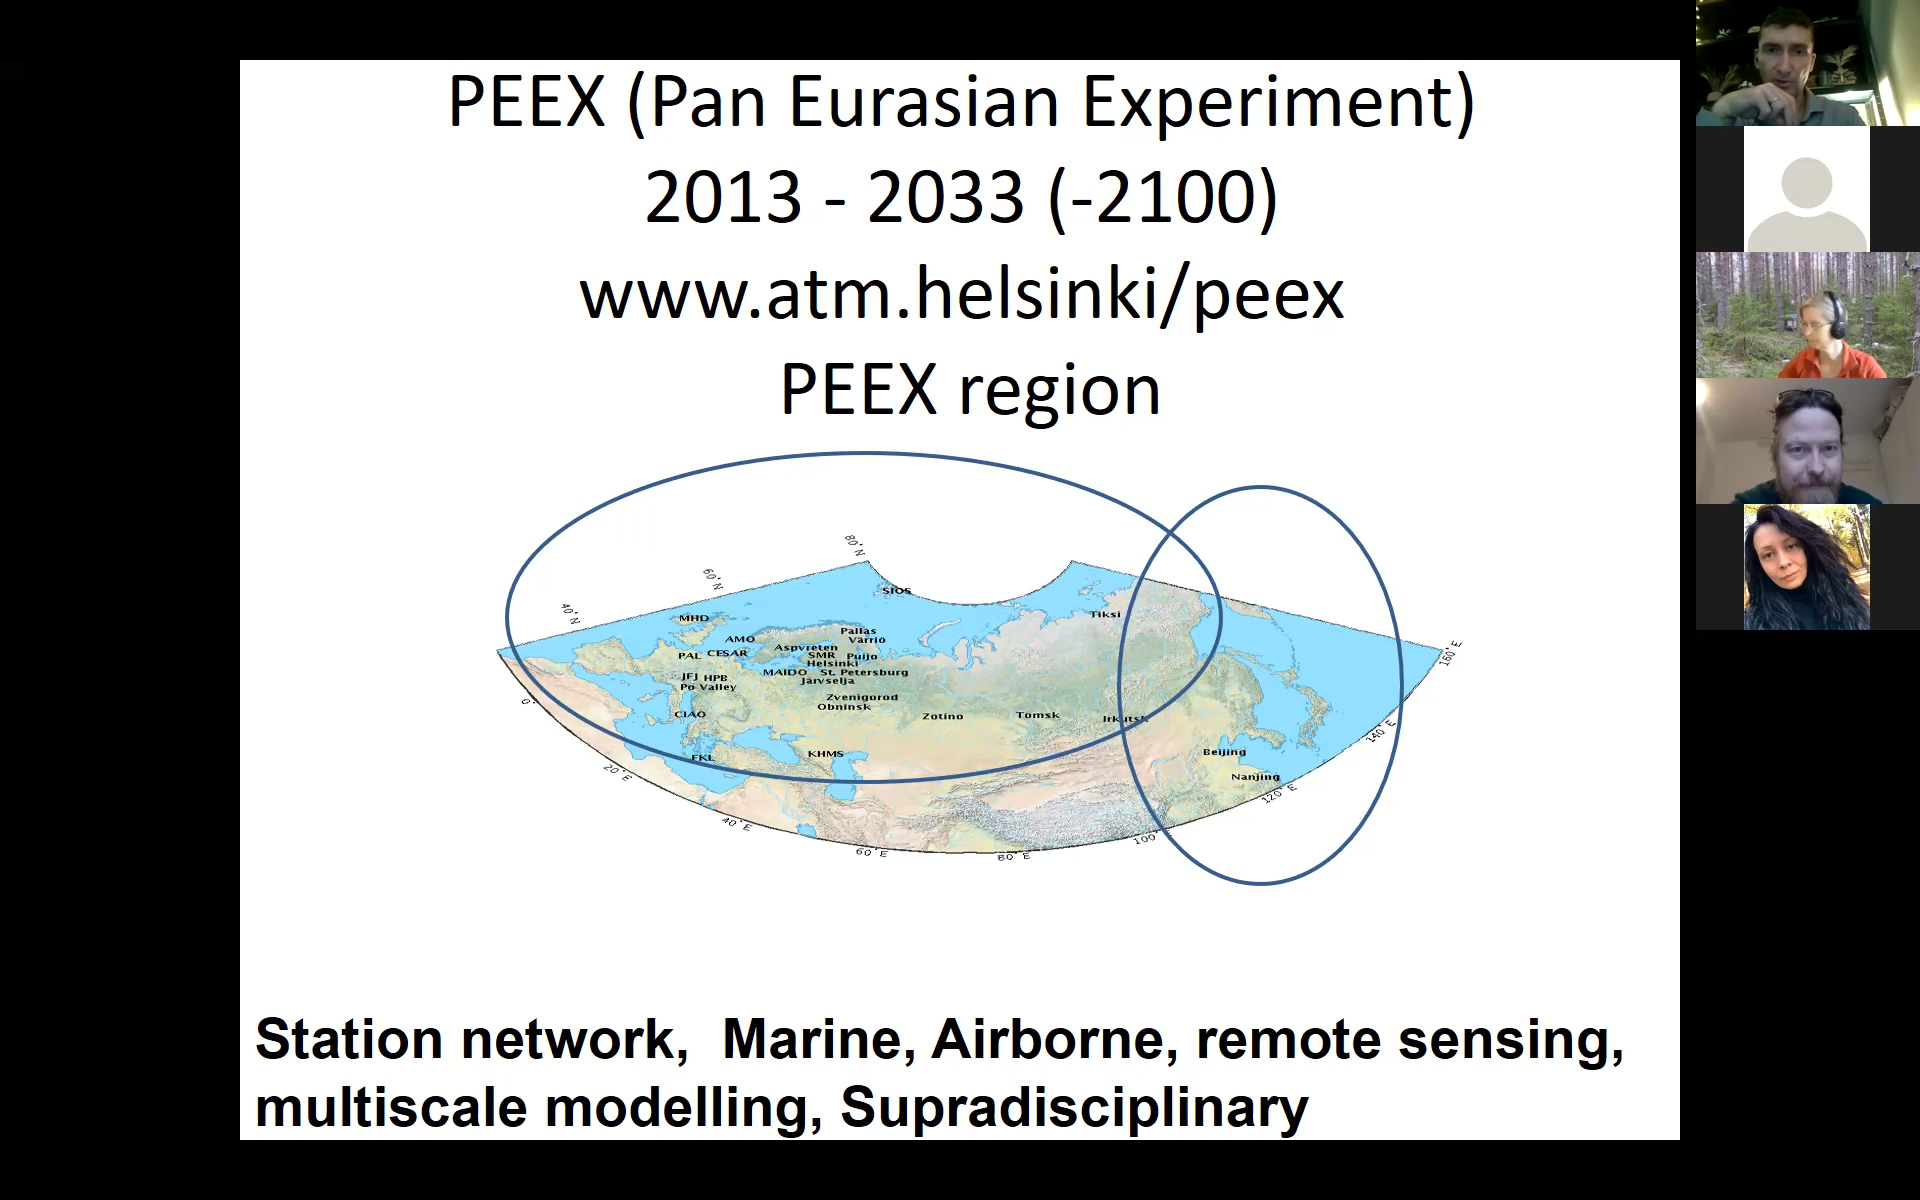 PEEX (Pan Eurasian Experiment)
2013 - 2033 (-2100)
www.atm.helsinki/peex
PEEX region
80° N
60° N
40° N
SIOS
MHD
Tiksi
AMO
Pallas
Värriö
PAL CESAR
Aspvreten
SMR Puijo
Helsinki
JFJ HPB
MAIDO St. Petersburg
Po Valley
Järvselja
Zvenigorod
Obninsk
CIAO
Zotino
Tomsk
Irkutsk
FKL
KHMS
Beijing
Nanjing
0°
20° E
40° E
60° E
80° E
100°
120° E
140° E
160° E
Station network,  Marine, Airborne, remote sensing,
multiscale modelling, Supradisciplinary